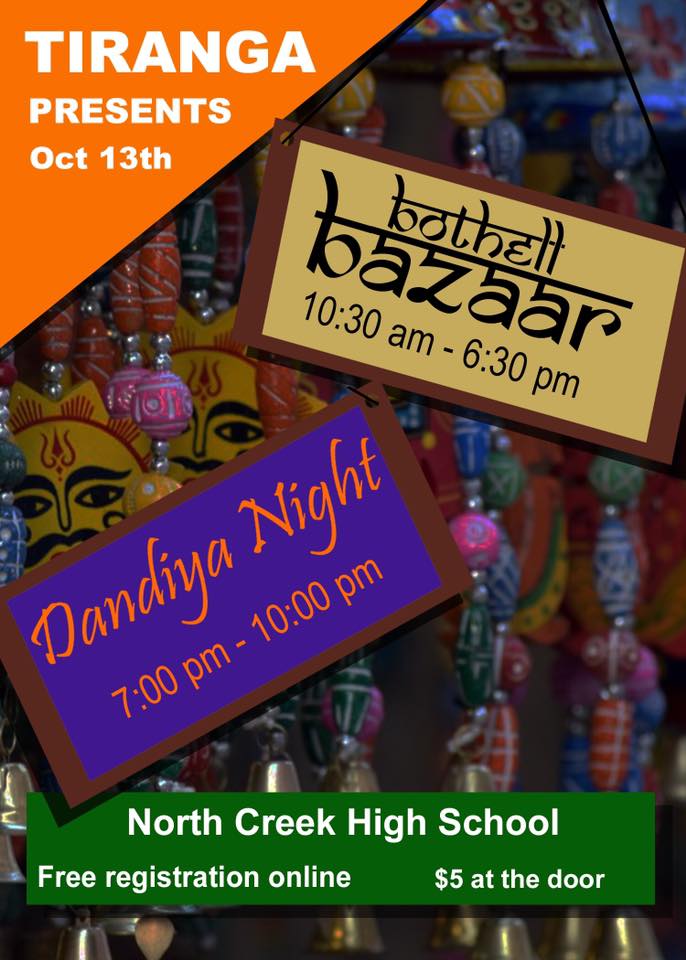 TIRANGA
PRESENTS
Oct 13th
bothell
bazaar
10:30 am - 6:30 pm
Dandiya Night
7:00 pm - 10:00 pm
North Creek High School
Free registration online
$5 at the door